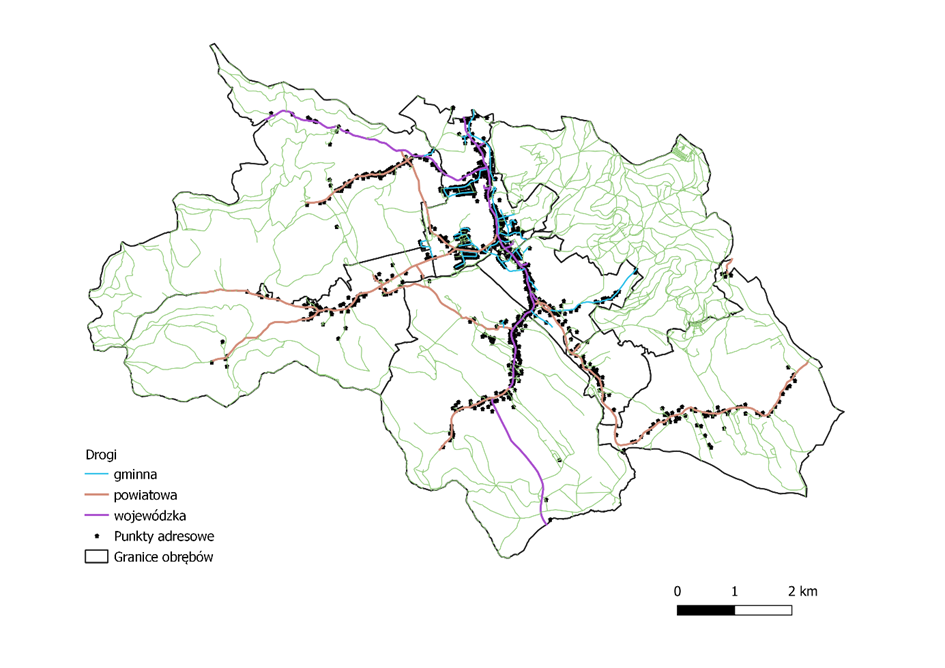 Drogi
gminna
powiatowa
wojewódzka
Punkty adresowe
Granice obrębów
0 1 2 km